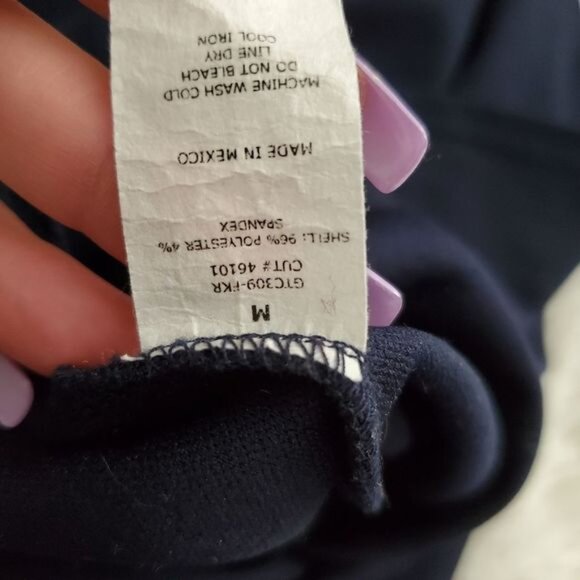 M
GTC309-FKR
CUT# 46101
SHELL: 96% POLYESTER 4%
SPANDEX
MADE IN MEXICO
MACHINE WASH COLD
DO NOT BLEACH
LINE DRY
COOL IRON